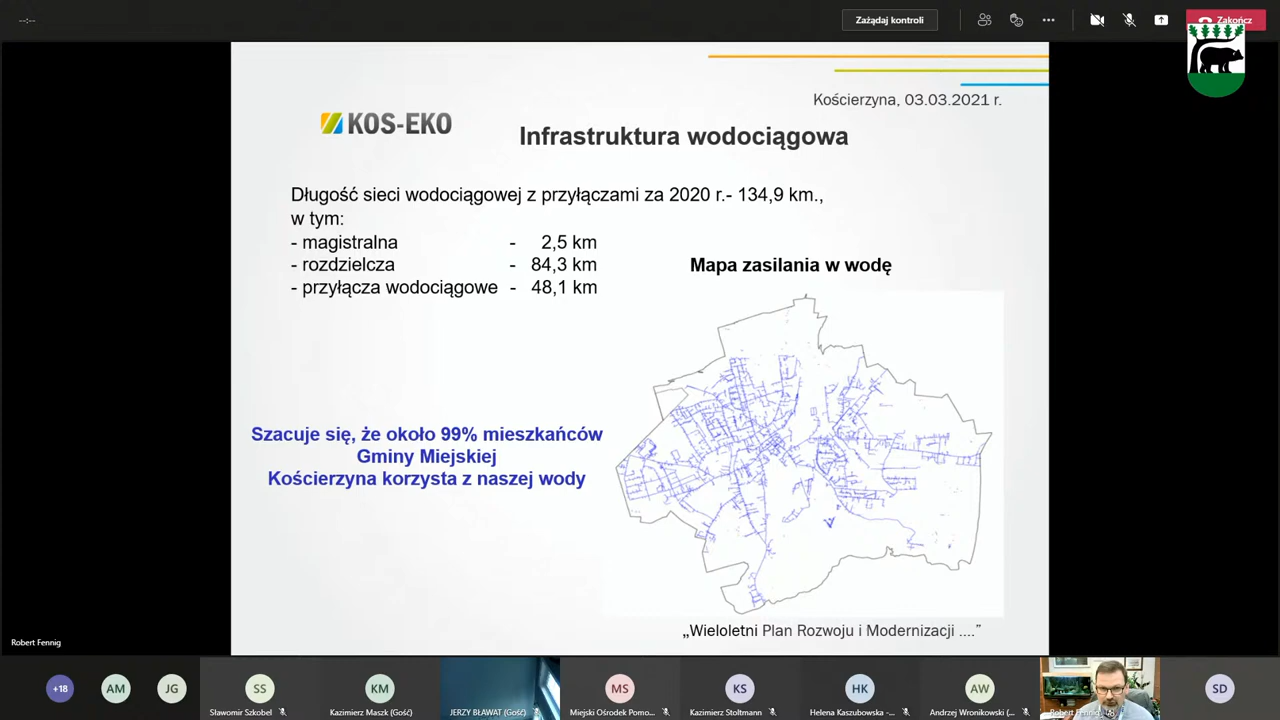 --:--
Zażądaj kontroli
Zakończ
Kościerzyna, 03.03.2021 r.
KOS-EKO
Infrastruktura wodociągowa
Długość sieci wodociągowej z przyłączami za 2020 r.- 134,9 km.,
w tym:
- magistralna - 2,5 km
- rozdzielcza - 84,3 km
- przyłącza wodociągowe - 48,1 km
Mapa zasilania w wodę
Szacuje się, że około 99% mieszkańców
Gminy Miejskiej
Kościerzyna korzysta z naszej wody
„Wieloletni Plan Rozwoju i Modernizacji ....”
Robert Fennig
+18
AM
JG
SS
KM
MS
KS
HK
AW
SD
Sławomir Szkobel
Kazimierz Maszk (Gość)
JERZY BŁAWAT (Gość)
Miejski Ośrodek Pomo...
Kazimierz Stoltmann
Helena Kaszubowska -...
Andrzej Wronikowski (...
Robert Fennig